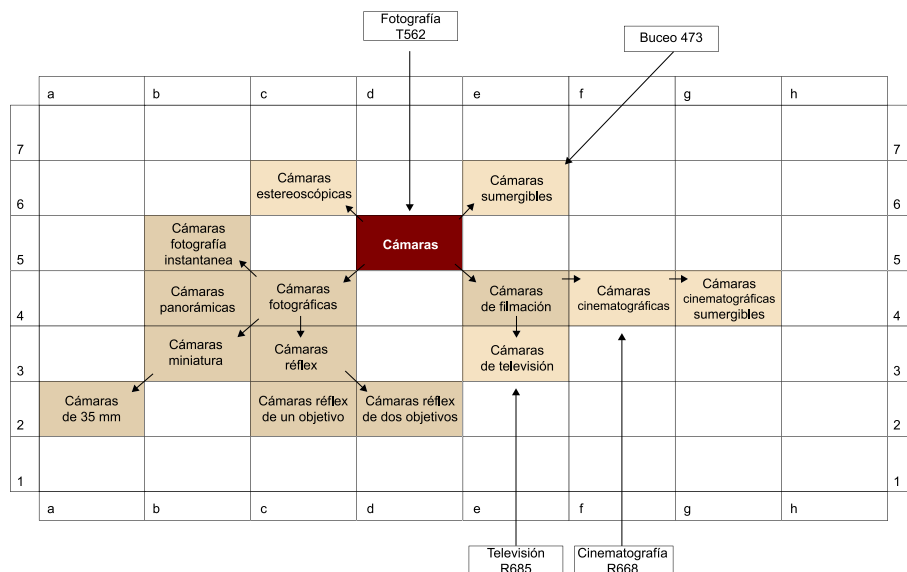 Fotografía
T562
Buceo 473
a b c d e f g h
7 7
6 Cámaras
estereoscópicas
Cámaras
sumergibles
6
5 Cámaras
fotografía
instantanea
Cámaras
5
4 Cámaras
panorámicas
Cámaras
fotográficas
Cámaras
de filmación
Cámaras
cinematográficas
Cámaras
cinematográficas
sumergibles
4
3 Cámaras
miniatura
Cámaras
réflex
Cámaras
de televisión
3
2 Cámaras
de 35 mm
Cámaras réflex
de un objetivo
Cámaras réflex
de dos objetivos
2
1 1
a b c d e f g h
Televisión
R685
Cinematografía
R668